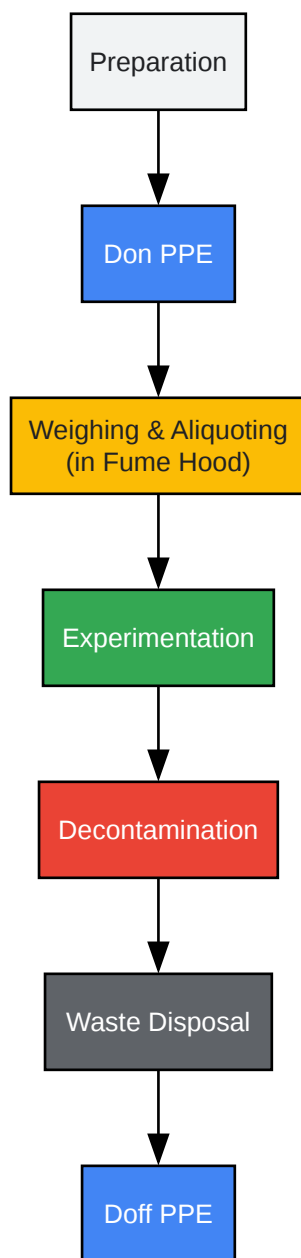 Preparation
Don PPE
Weighing & Aliquoting
(in Fume Hood)
Experimentation
Decontamination
Waste Disposal
Doff PPE